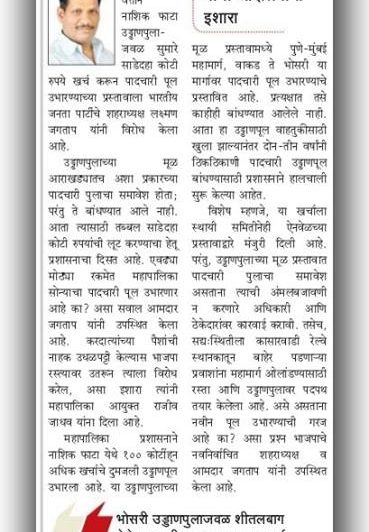 नाशिक फाटा
उड्डाणपुला-
जवळ सुमारे
साडेदहा कोटी
रुपये खर्च करून पादचारी पूल
उभारण्याच्या प्रस्तावाला भारतीय
जनता पार्टीचे शहराध्यक्ष लक्ष्मण
जगताप यांनी विरोध केला
आहे.
उड्डाणपुलाच्या मूळ
आराखड्यातच अशा प्रकारच्या
पादचारी पुलाचा समावेश होता;
परंतु ते बांधण्यात आले नाही.
आता त्यासाठी तब्बल साडेदहा
कोटी रुपयांची लूट करण्याचा हेतू
प्रशासनाचा दिसत आहे. एवढ्या
मोठ्या रकमेत महापालिका
सोन्याचा पादचारी पूल उभारणार
आहे का? असा सवाल आमदार
जगताप यांनी उपस्थित केला
आहे. करदात्यांच्या पैशांची
नाहक उधळपट्टी केल्यास भाजपा
रस्त्यावर उतरून त्याला विरोध
करेल, असा इशारा त्यांनी
महापालिका आयुक्त राजीव
जाधव यांना दिला आहे.
महापालिका प्रशासनाने
नाशिक फाटा येथे १०० कोटींहून
अधिक खर्चाचे दुमजली उड्डाणपूल
उभारला आहे. या उड्डाणपुलाच्या
इशारा
मूळ प्रस्तावामध्ये पुणे-मुंबई
महामार्ग, वाकड ते भोसरी या
मार्गावर पादचारी पूल उभारण्याचे
प्रस्तावित आहे. प्रत्यक्षात तसे
काहीही बांधण्यात आलेले नाही.
आता हा उड्डाणपूल वाहतुकीसाठी
खुला झाल्यानंतर दोन-तीन वर्षांनी
ठिकठिकाणी पादचारी उड्डाणपूल
बांधण्यासाठी प्रशासनाने हालचाली
सुरू केल्या आहेत.
विशेष म्हणजे, या खर्चाला
स्थायी समितीनेही ऐनवेळच्या
प्रस्तावाद्वारे मंजुरी दिली आहे.
परंतु, उड्डाणपुलाच्या मूळ प्रस्तावात
पादचारी पुलाचा समावेश
असताना त्याची अंमलबजावणी
न करणारे अधिकारी आणि
ठेकेदारांवर कारवाई करावी. तसेच,
सद्यःस्थितीला कासारवाडी रेल्वे
स्थानकातून बाहेर पडणाऱ्या
प्रवाशांना महामार्ग ओलांडण्यासाठी
रस्ता आणि उड्डाणपुलावर पदपथ
तयार केलेला आहे. असे असताना
नवीन पूल उभारण्याची गरज
आहे का? असा प्रश्न भाजपाचे
नवनिर्वाचित शहराध्यक्ष व
आमदार जगताप यांनी उपस्थित
केला आहे.
भोसरी उड्डाणपुलाजवळ शीतलबाग